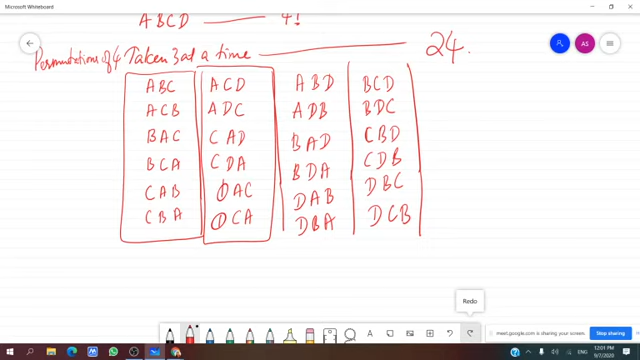 Microsoft Whiteboard
A B C D — 4!
Permutations of 4 Taken 3 at a time — 24.
ABC ACD ABD BCD
ACB ADC ADB BDC
BAC CAD BAD CBD
BCA CDA BDA CDB
CAB DAC DAB DBC
CBA DCA DBA DCB
AS
Redo
meet.google.com is sharing your screen.
Stop sharing
ENG
12:01 PM
9/7/2020